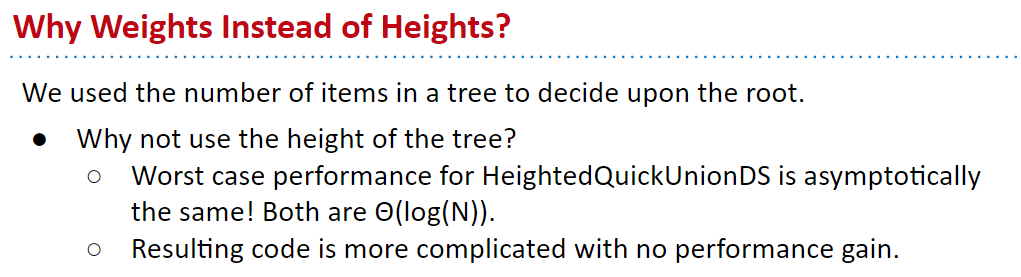 Why Weights Instead of Heights?
We used the number of items in a tree to decide upon the root.
● Why not use the height of the tree?
○ Worst case performance for HeightedQuickUnionDS is asymptotically
the same! Both are Θ(log(N)).
○ Resulting code is more complicated with no performance gain.